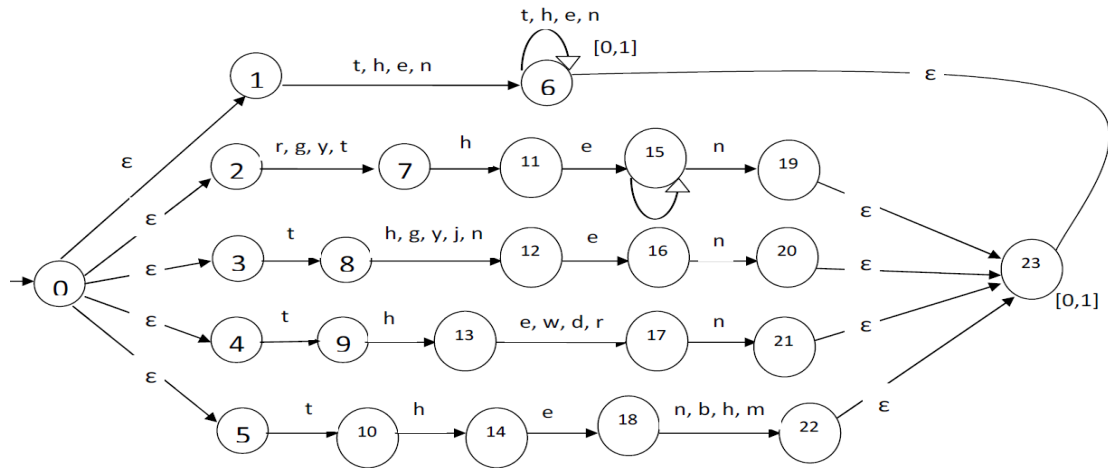 t, h, e, n
[0,1]
1 t, h, e, n 6 ε
ε
2 r, g, y, t 7 h 11 e 15 n 19
ε ε
3 t 8 h, g, y, j, n 12 e 16 n 20
0 ε ε 23
[0,1]
4 t 9 h 13 e, w, d, r 17 n 21
ε ε
5 t 10 h 14 e 18 n, b, h, m 22
ε ε